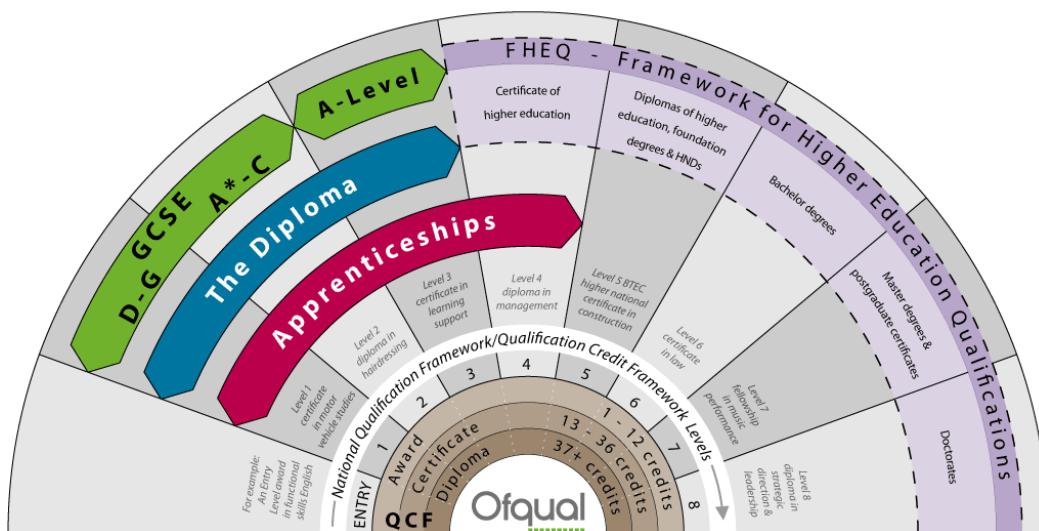 FHEQ - Framework for Higher Education Qualifications
A-Level
GCSE
D-G A*-C
The Diploma
Apprenticeships
Certificate of
higher education
Diplomas of higher
education, foundation
degrees & HNDs
Bachelor degrees
Master degrees &
postgraduate certificates
Doctorates
For example:
An Entry
Level award
in functional
skills English
Level 1
certificate
in motor
vehicle studies
Level 2
diploma in
hairdressing
Level 3
certificate in
learning
support
Level 4
diploma in
management
Level 5 BTEC
higher national
certificate in
construction
Level 6
certificate
in law
Level 7
fellowship
in music
performance
Level 8
diploma in
strategic
direction &
leadership
National Qualification Framework/Qualification Credit Framework Levels
ENTRY
1
2
3
4
5
6
7
8
Award
1 - 12 credits
Certificate
13 - 36 credits
Diploma
37+ credits
QCF
Ofqual